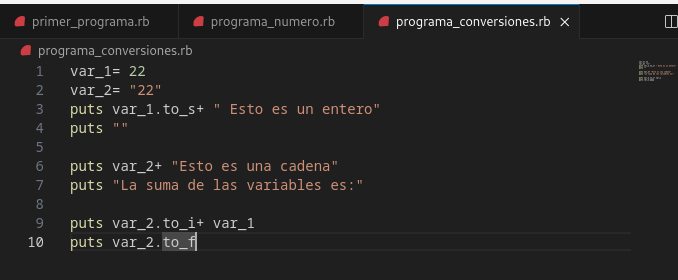 primer_programa.rb programa_numero.rb programa_conversiones.rb
programa_conversiones.rb
1 var_1= 22
2 var_2= "22"
3 puts var_1.to_s+ " Esto es un entero"
4 puts ""
5
6 puts var_2+ "Esto es una cadena"
7 puts "La suma de las variables es:"
8
9 puts var_2.to_i+ var_1
10 puts var_2.to_f